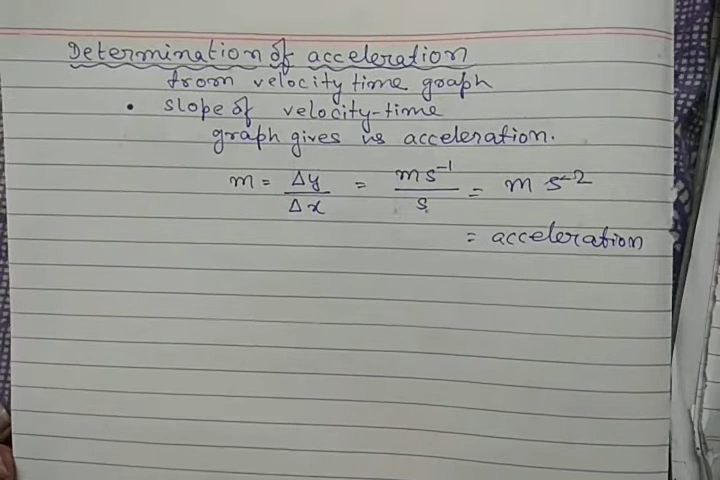 Determination of acceleration
from velocity time graph
• slope of velocity-time
graph gives us acceleration.
m = Δy/Δx = m s⁻¹/s = m s⁻²
= acceleration